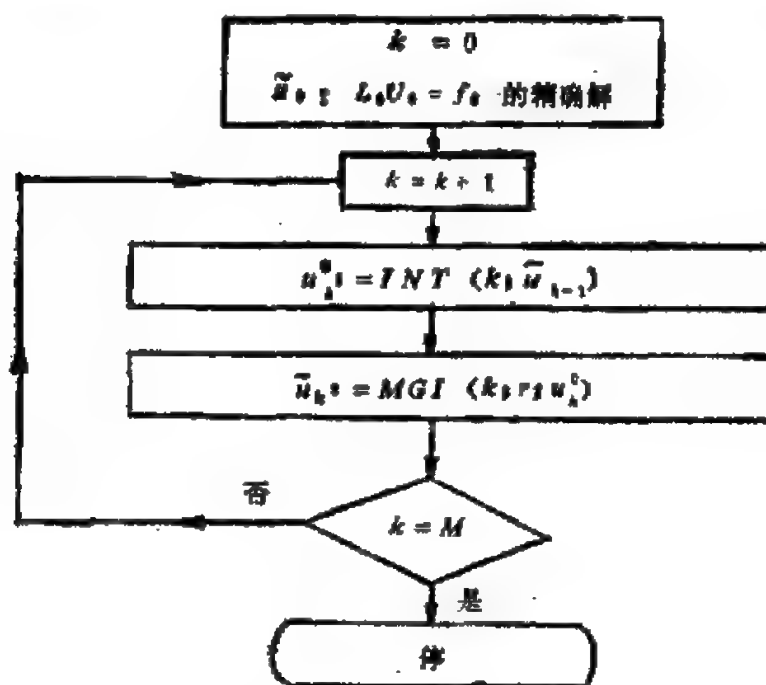 k = 0
ũ₀: L₀U₀ = f₀ 的精确解
k = k + 1
u⁰ₖ: = INT (k; ũₖ₋₁)
ũₖ: = MGI (k; r; u⁰ₖ)
否
k = M
是
停